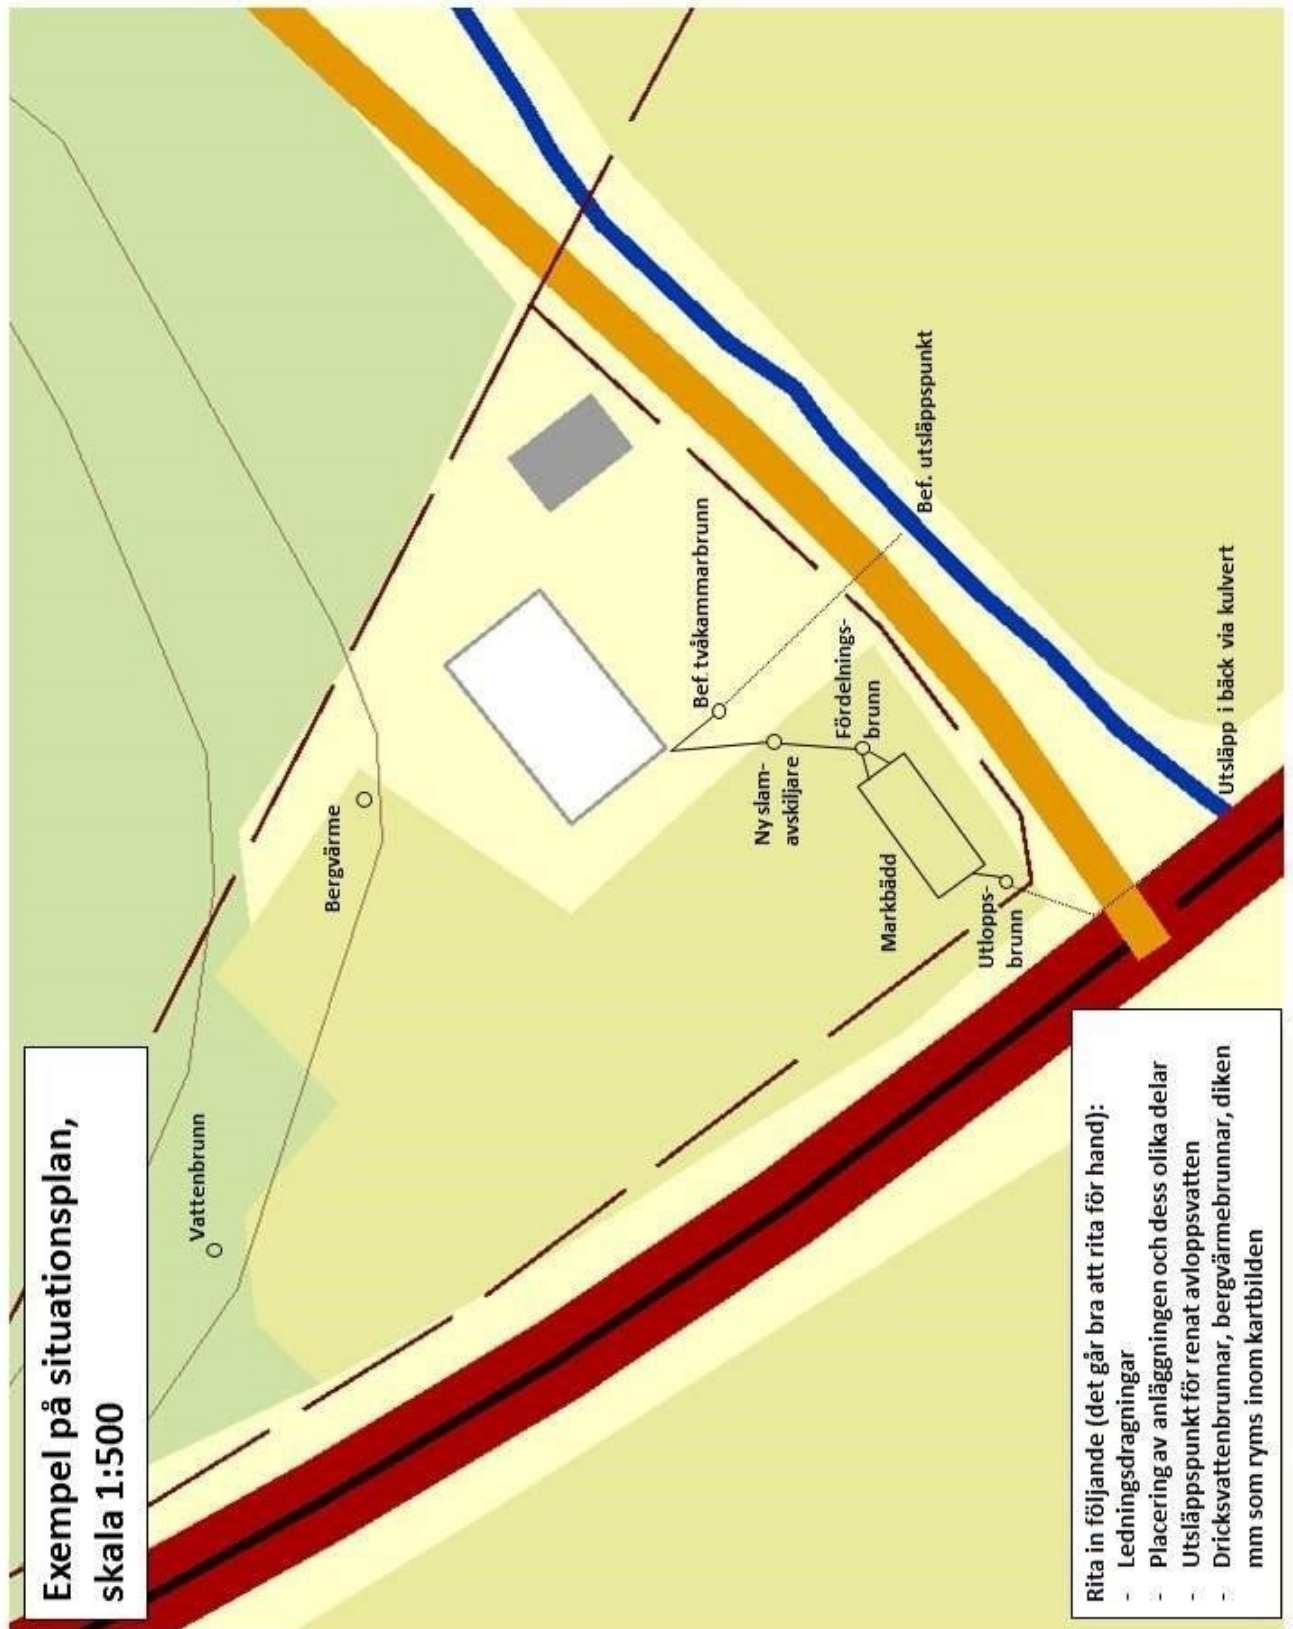 Exempel på situationsplan,
skala 1:500
Vattenbrunn
Bergvärme
Bef. tvåkammarbrunn
Ny slam-
avskiljare
Fördelnings-
brunn
Markbädd
Utlopps-
brunn
Bef. utsläppspunkt
Utsläpp i bäck via kulvert
Rita in följande (det går bra att rita för hand):
- Ledningsdragningar
- Placering av anläggningen och dess olika delar
- Utsläppspunkt för renat avloppsvatten
- Dricksvattenbrunnar, bergvärmebrunnar, diken
mm som ryms inom kartbilden